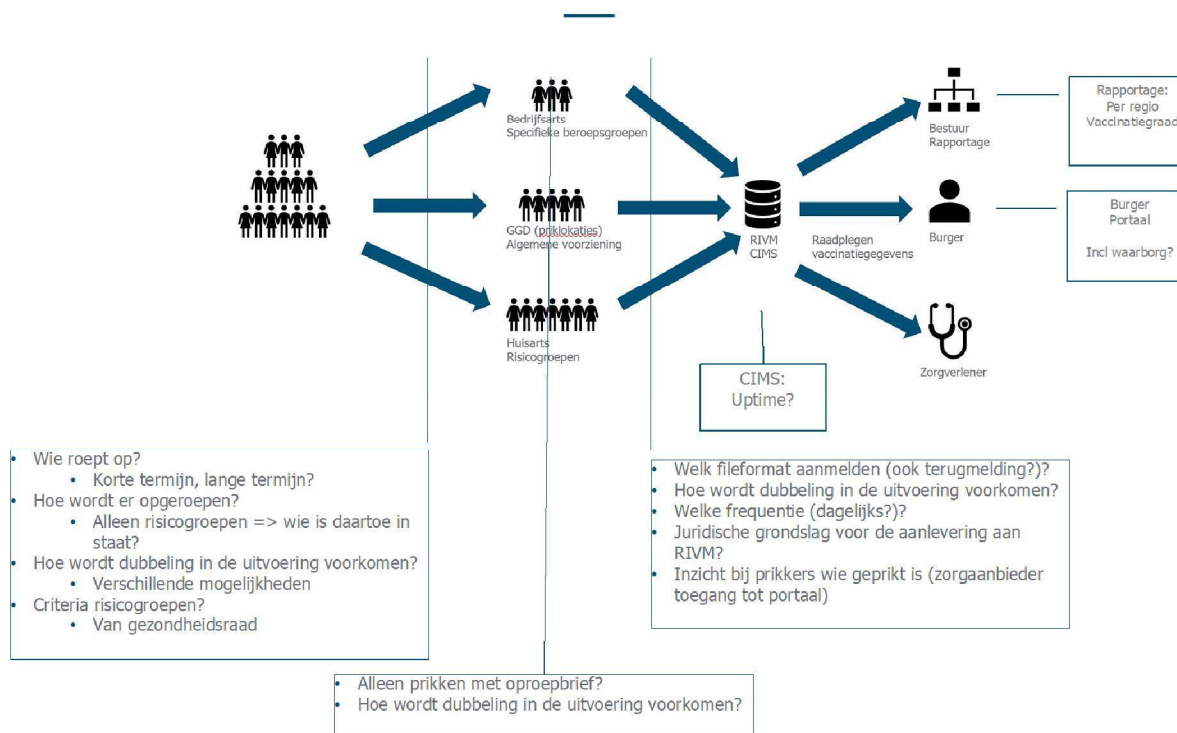 Bedrijfsarts
Specifieke beroepsgroepen
GGD (priklokaties)
Algemene voorziening
Huisarts
Risicogroepen
RIVM
CIMS
Raadplegen
vaccinatiegegevens
Bestuur
Rapportage
Burger
Zorgverlener
Rapportage:
Per regio
Vaccinatiegraad
Burger
Portaal
Incl waarborg?
CIMS:
Uptime?
• Wie roept op?
• Korte termijn, lange termijn?
• Hoe wordt er opgeroepen?
• Alleen risicogroepen => wie is daartoe in
staat?
• Hoe wordt dubbeling in de uitvoering voorkomen?
• Verschillende mogelijkheden
• Criteria risicogroepen?
• Van gezondheidsraad
• Welk fileformat aanmelden (ook terugmelding?)?
• Hoe wordt dubbeling in de uitvoering voorkomen?
• Welke frequentie (dagelijks?)?
• Juridische grondslag voor de aanlevering aan
RIVM?
• Inzicht bij prikkers wie geprikt is (zorgaanbieder
toegang tot portaal)
• Alleen prikken met oproepbrief?
• Hoe wordt dubbeling in de uitvoering voorkomen?